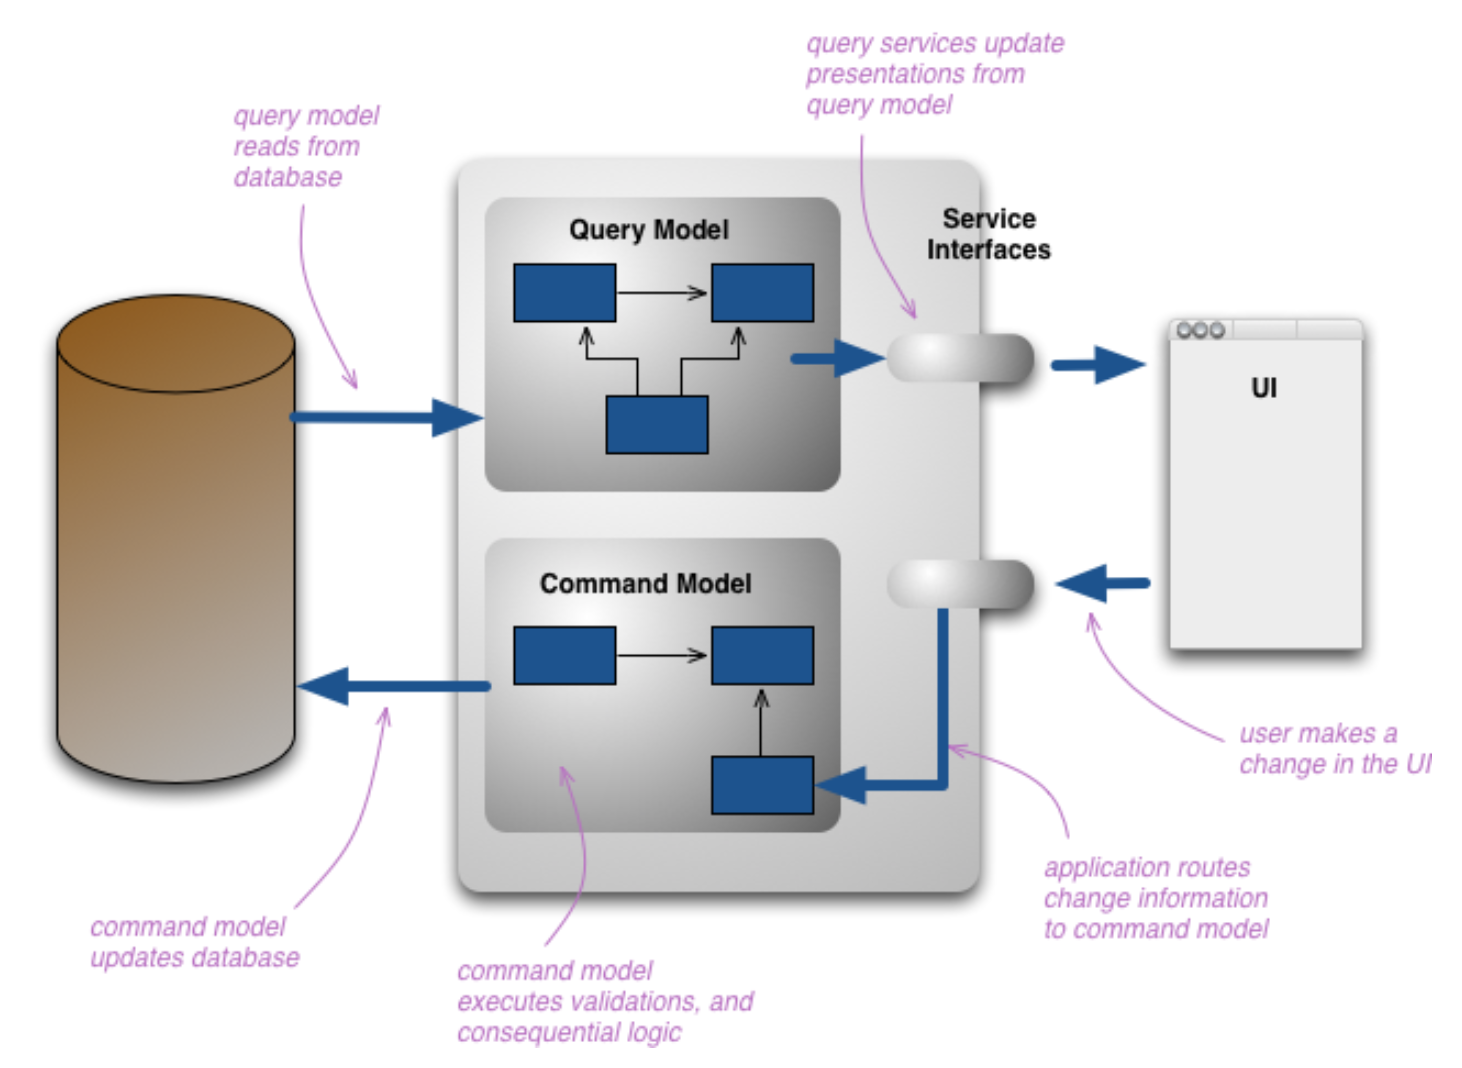 query services update
presentations from
query model
query model
reads from
database
Query Model
Service
Interfaces
UI
Command Model
user makes a
change in the UI
application routes
change information
to command model
command model
updates database
command model
executes validations, and
consequential logic